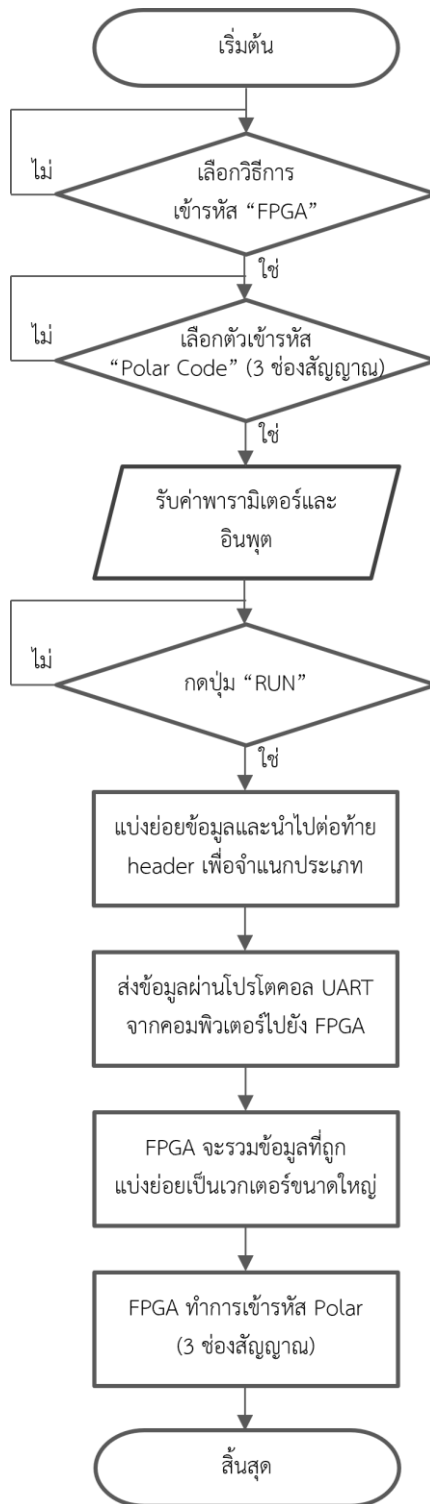 เริ่มต้น
ไม่
เลือกวิธีการ
เข้ารหัส “FPGA”
ใช่
ไม่
เลือกตัวเข้ารหัส
“Polar Code” (3 ช่องสัญญาณ)
ใช่
รับค่าพารามิเตอร์และ
อินพุต
ไม่
กดปุ่ม “RUN”
ใช่
แบ่งย่อยข้อมูลและนำไปต่อท้าย
header เพื่อจำแนกประเภท
ส่งข้อมูลผ่านโปรโตคอล UART
จากคอมพิวเตอร์ไปยัง FPGA
FPGA จะรวมข้อมูลที่ถูก
แบ่งย่อยเป็นเวกเตอร์ขนาดใหญ่
FPGA ทำการเข้ารหัส Polar
(3 ช่องสัญญาณ)
สิ้นสุด